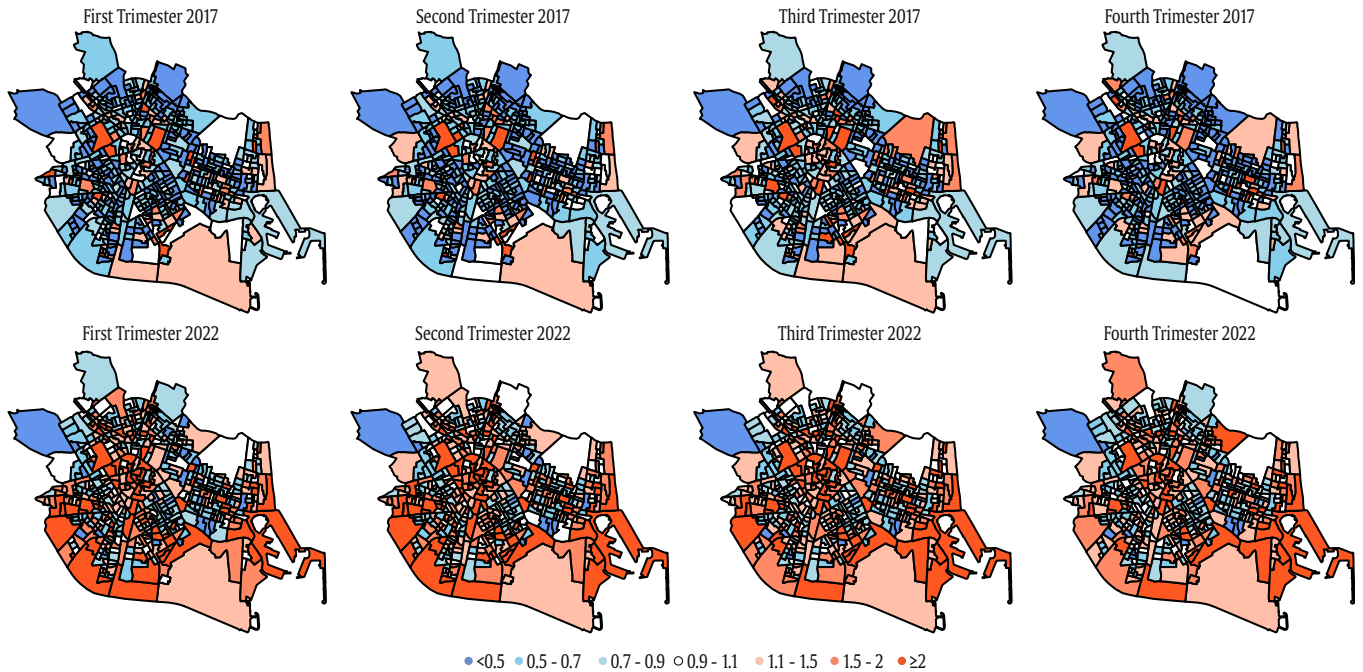 First Trimester 2017
Second Trimester 2017
Third Trimester 2017
Fourth Trimester 2017
First Trimester 2022
Second Trimester 2022
Third Trimester 2022
Fourth Trimester 2022
<0.5 0.5 - 0.7 0.7 - 0.9 0.9 - 1.1 1.1 - 1.5 1.5 - 2 ≥2